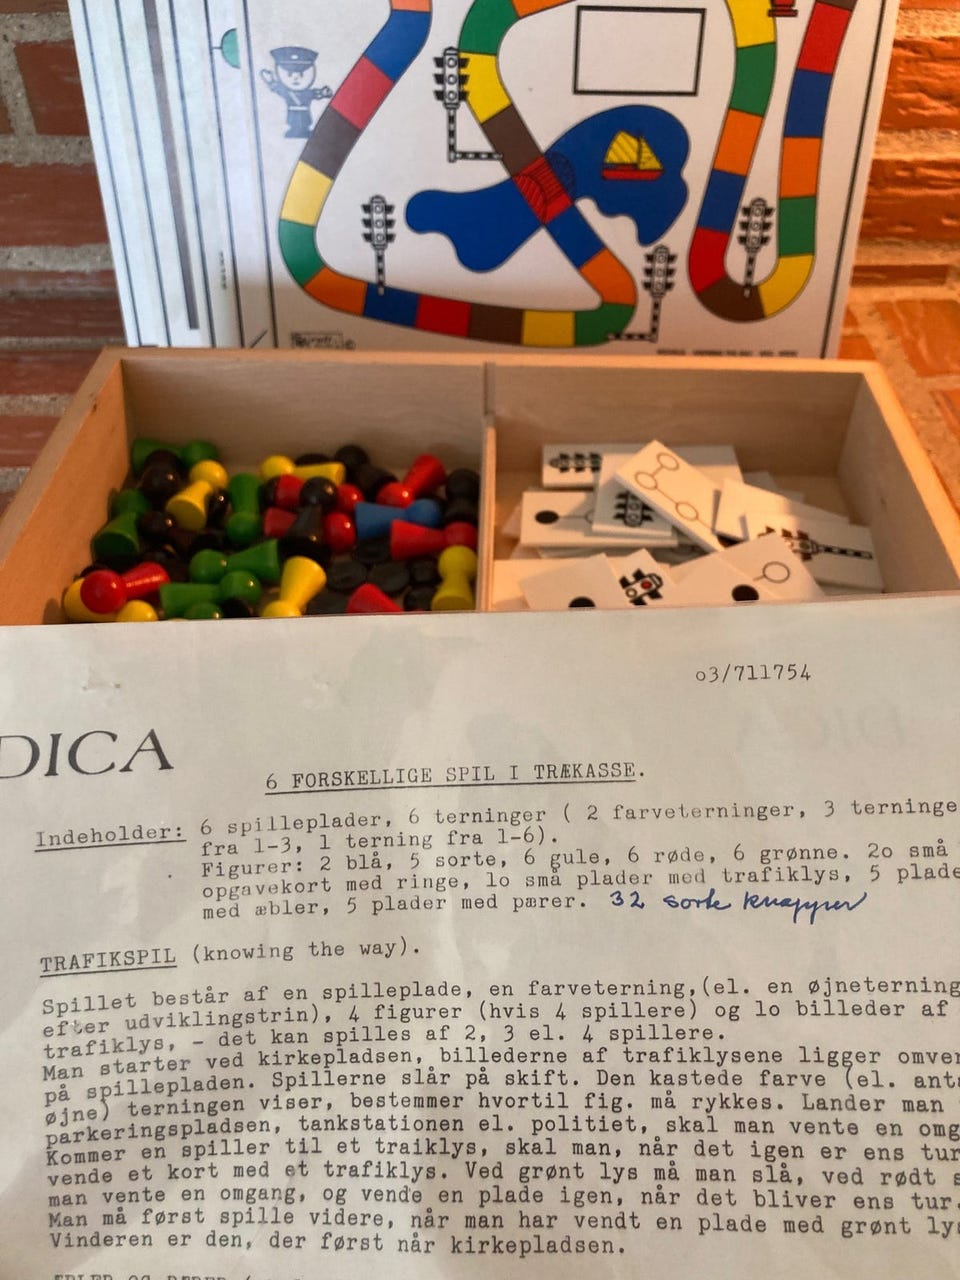 o3/711754
DICA
6 FORSKELLIGE SPIL I TRÆKASSE.
Indeholder: 6 spilleplader, 6 terninger ( 2 farveterninger, 3 terninge
fra 1-3, 1 terning fra 1-6).
Figurer: 2 blå, 5 sorte, 6 gule, 6 røde, 6 grønne. 2o små
opgavekort med ringe, lo små plader med trafiklys, 5 plade
med æbler, 5 plader med pærer. 32 sorte knapper
TRAFIKSPIL (knowing the way).
Spillet består af en spilleplade, en farveterning,(el. en øjneterning
efter udviklingstrin), 4 figurer (hvis 4 spillere) og lo billeder af
trafiklys, - det kan spilles af 2, 3 el. 4 spillere.
Man starter ved kirkepladsen, billederne af trafiklysene ligger omven
på spillepladen. Spillerne slår på skift. Den kastede farve (el. anta
øjne) terningen viser, bestemmer hvortil fig. må rykkes. Lander man
parkeringspladsen, tankstationen el. politiet, skal man vente en omg
Kommer en spiller til et traiklys, skal man, når det igen er ens tur
vende et kort med et trafiklys. Ved grønt lys må man slå, ved rødt s
man vente en omgang, og vende en plade igen, når det bliver ens tur.
Man må først spille videre, når man har vendt en plade med grønt lys
Vinderen er den, der først når kirkepladsen.